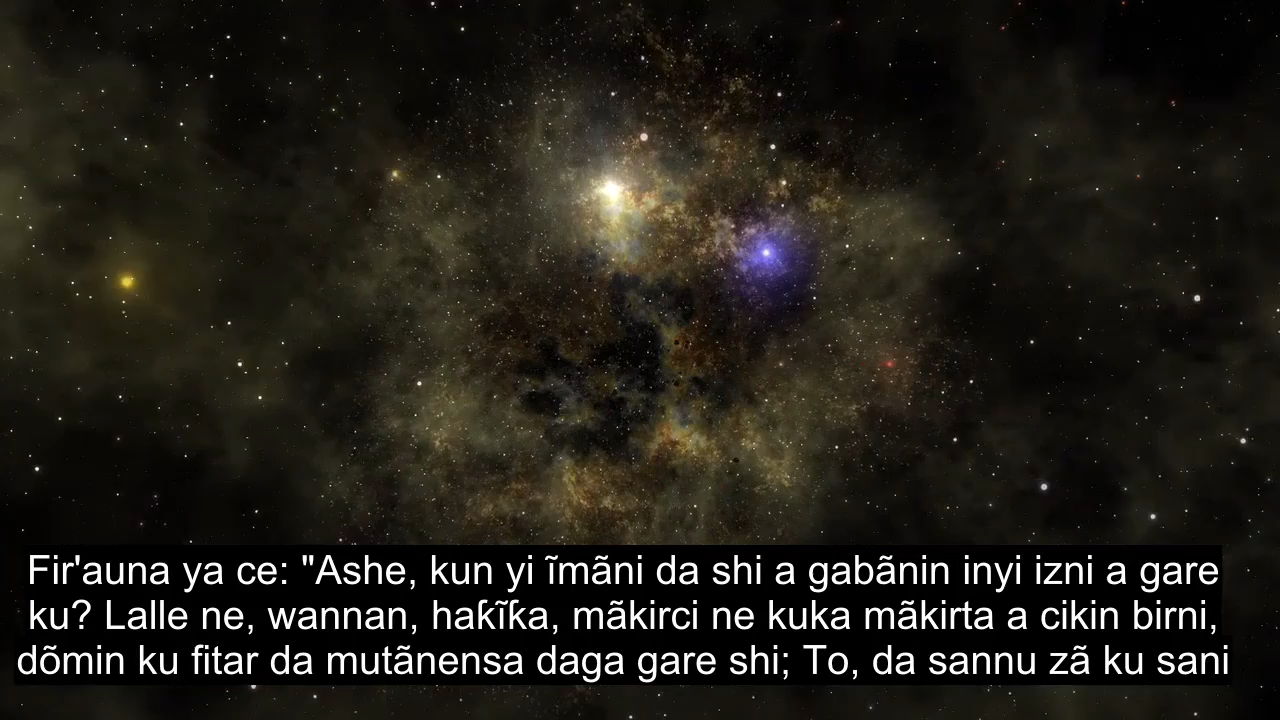 Fir'auna ya ce: "Ashe, kun yi ĩmãni da shi a gabãnin inyi izni a gare
ku? Lalle ne, wannan, haƙĩƙa, mãkirci ne kuka mãkirta a cikin birni,
dõmin ku fitar da mutãnensa daga gare shi; To, da sannu zã ku sani